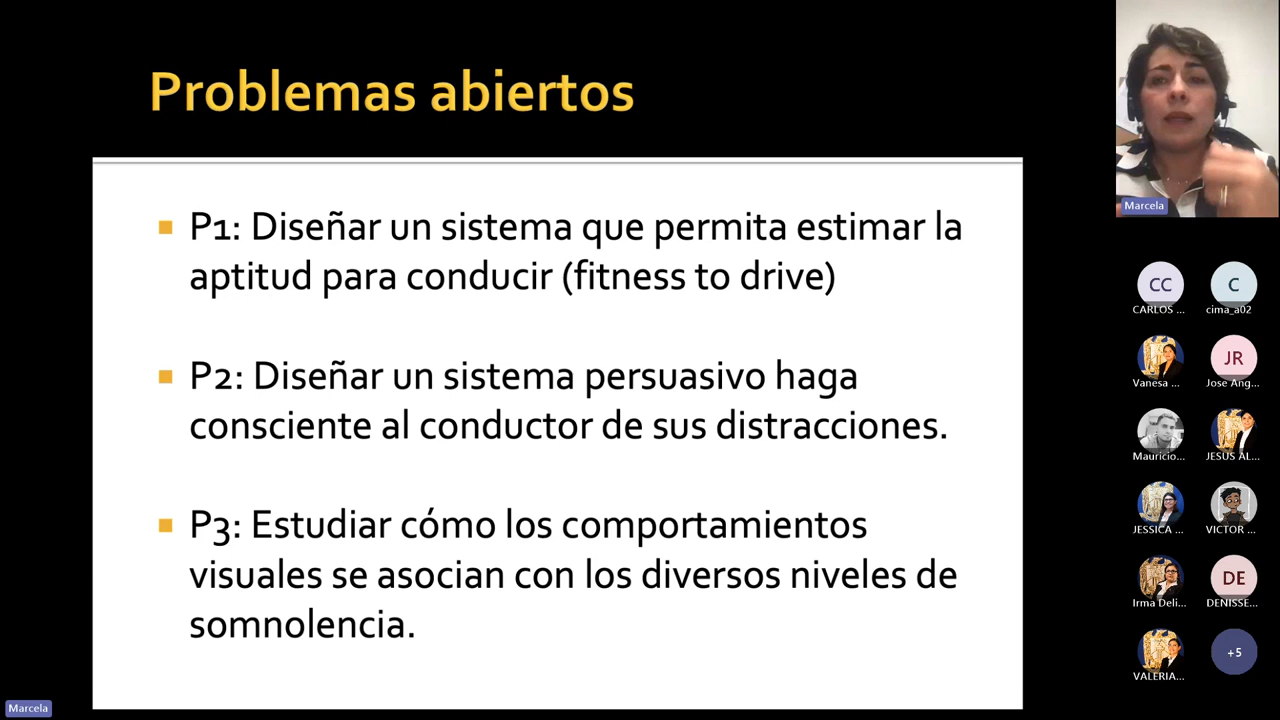 Problemas abiertos
P1: Diseñar un sistema que permita estimar la
aptitud para conducir (fitness to drive)
P2: Diseñar un sistema persuasivo haga
consciente al conductor de sus distracciones.
P3: Estudiar cómo los comportamientos
visuales se asocian con los diversos niveles de
somnolencia.
Marcela
CC
C
CARLOS ...
cima_a02
JR
Vanesa ...
Jose Ang...
Mauricio...
JESUS AL...
JESSICA ...
VICTOR ...
DE
Irma Deli...
DENISSE...
+5
VALERIA...
Marcela